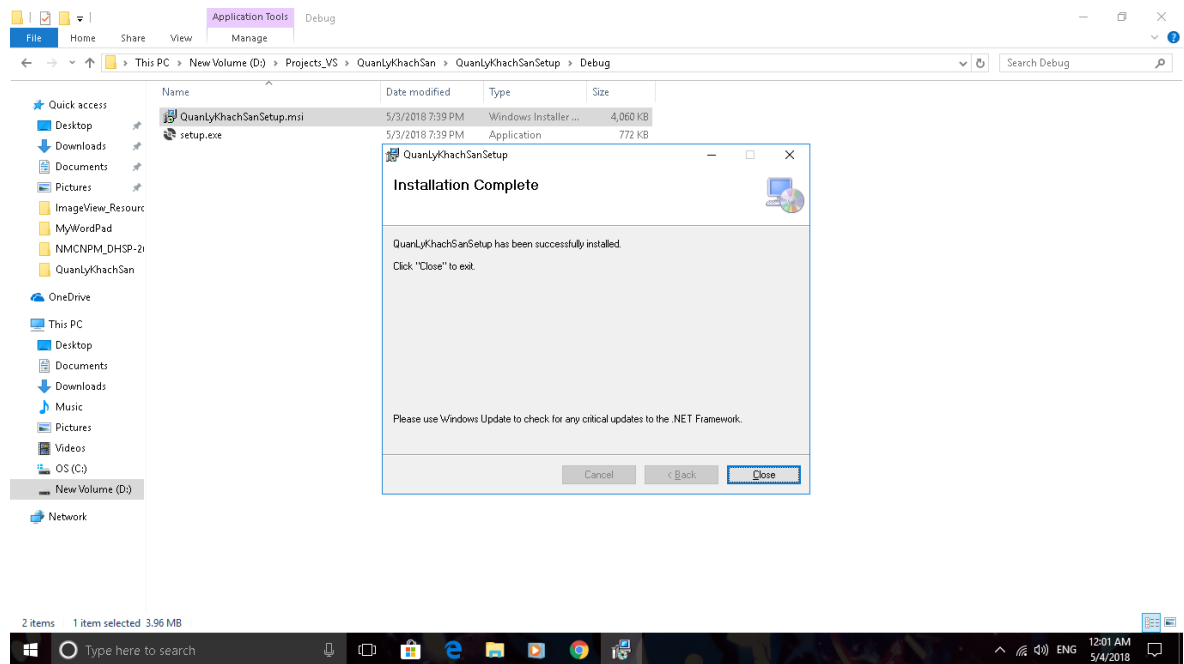 Application Tools Debug
File Home Share View Manage
This PC > New Volume (D:) > Projects_VS > QuanLyKhachSan > QuanLyKhachSanSetup > Debug
Search Debug
Name Date modified Type Size
QuanLyKhachSanSetup.msi 5/3/2018 7:39 PM Windows Installer ... 4,060 KB
setup.exe 5/3/2018 7:39 PM Application 772 KB
Quick access
Desktop
Downloads
Documents
Pictures
ImageView_Resourc
MyWordPad
NMCNPM_DHSP-20
QuanLyKhachSan
OneDrive
This PC
Desktop
Documents
Downloads
Music
Pictures
Videos
OS (C:)
New Volume (D:)
Network
QuanLyKhachSanSetup
Installation Complete
QuanLyKhachSanSetup has been successfully installed.
Click "Close" to exit.
Please use Windows Update to check for any critical updates to the .NET Framework.
Cancel < Back Close
2 items 1 item selected 3.96 MB
Type here to search
ENG
12:01 AM
5/4/2018